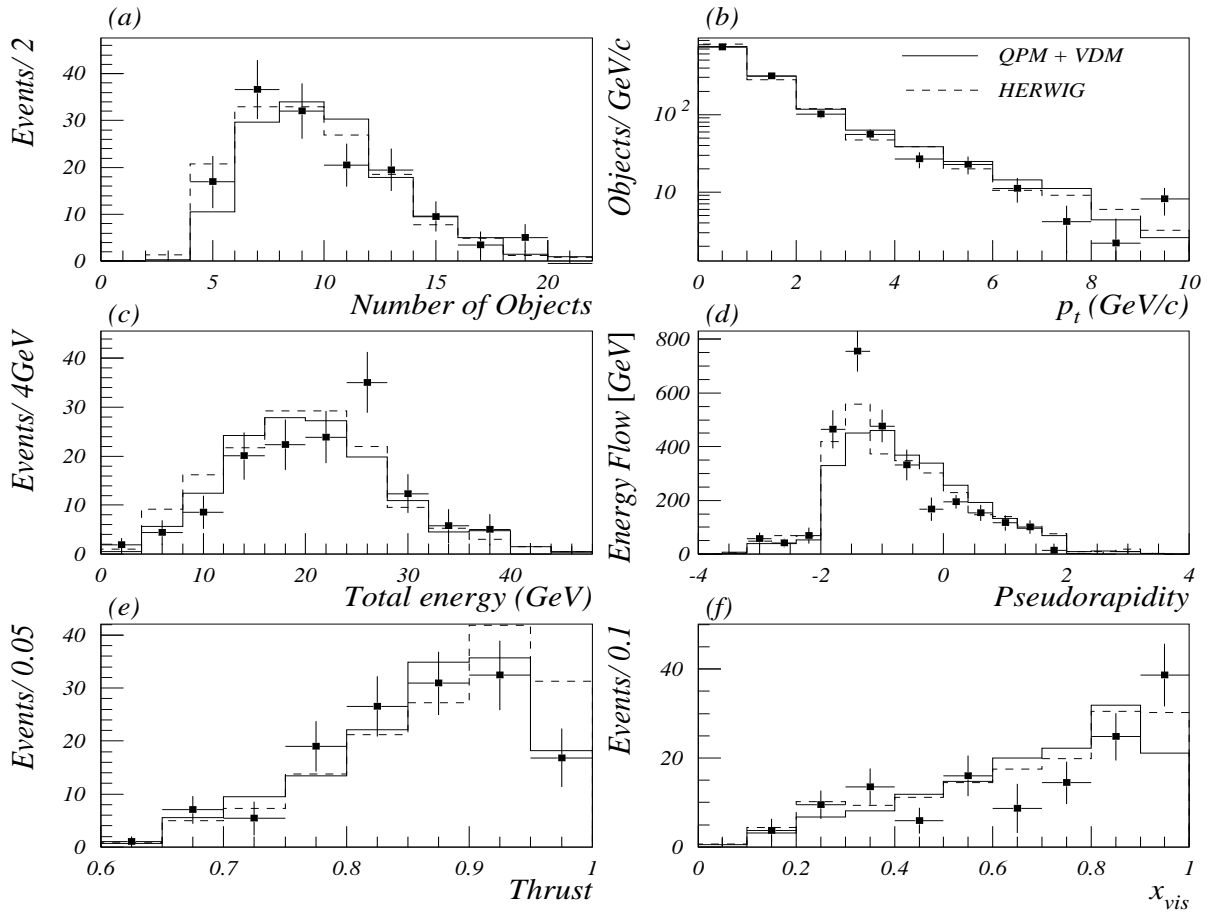 (a)
Events/ 2
40
30
20
10
0
5 10 15 20
Number of Objects
(b)
Objects/ GeV/c
10²
10
QPM + VDM
HERWIG
0 2 4 6 8 10
p_t (GeV/c)
(c)
Events/ 4GeV
40
30
20
10
0
0 10 20 30 40
Total energy (GeV)
(d)
Energy Flow [GeV]
800
600
400
200
0
-4 -2 0 2 4
Pseudorapidity
(e)
Events/ 0.05
40
30
20
10
0
0.6 0.7 0.8 0.9 1
Thrust
(f)
Events/ 0.1
40
20
0
0 0.2 0.4 0.6 0.8 1
x_vis